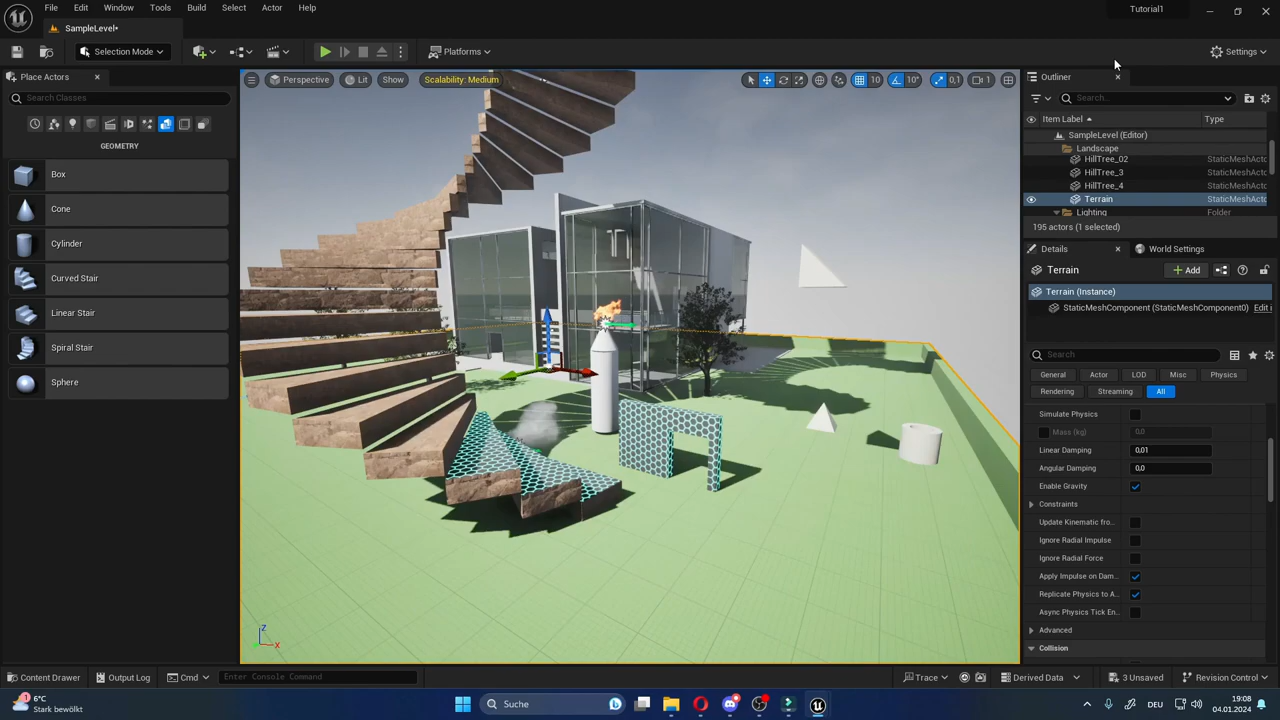 File Edit Window Tools Build Select Actor Help
Tutorial1
SampleLevel*
Selection Mode
Platforms
Settings
Place Actors
Search Classes
GEOMETRY
Box
Cone
Cylinder
Curved Stair
Linear Stair
Spiral Stair
Sphere
Perspective Lit Show Scalability: Medium
10 10° 0,1 1
Outliner
Search...
Item Label Type
SampleLevel (Editor)
Landscape
HillTree_02 StaticMeshActo
HillTree_3 StaticMeshActo
HillTree_4 StaticMeshActo
Terrain StaticMeshActo
Lighting Folder
195 actors (1 selected)
Details World Settings
Terrain Add
Terrain (Instance)
StaticMeshComponent (StaticMeshComponent0) Edit i
Search
General Actor LOD Misc Physics
Rendering Streaming All
Simulate Physics
Mass (kg) 0,0
Linear Damping 0,01
Angular Damping 0,0
Enable Gravity
Constraints
Update Kinematic fro...
Ignore Radial Impulse
Ignore Radial Force
Apply Impulse on Dam...
Replicate Physics to A...
Async Physics Tick En...
Advanced
Collision
Z
X
Content Drawer Output Log Cmd Enter Console Command
Trace Derived Data 3 Unsaved Revision Control
1
6°C
Stark bewölkt
Suche
DEU
19:08
04.01.2024